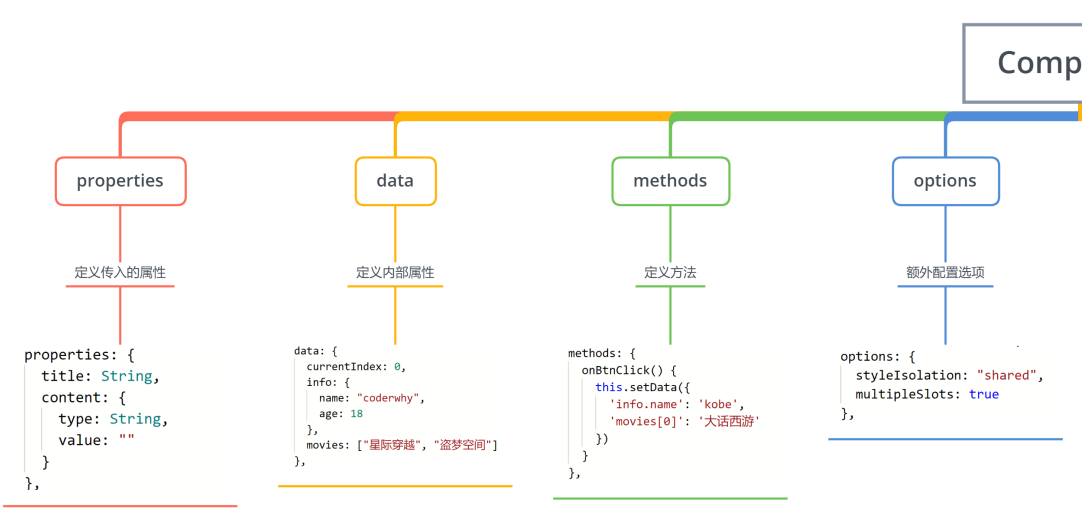 Comp
properties
data
methods
options
定义传入的属性
定义内部属性
定义方法
额外配置选项
properties: {
title: String,
content: {
type: String,
value: ""
}
},
data: {
currentIndex: 0,
info: {
name: "coderwhy",
age: 18
},
movies: ["星际穿越", "盗梦空间"]
},
methods: {
onBtnClick() {
this.setData({
'info.name': 'kobe',
'movies[0]': '大话西游'
})
}
},
options: {
styleIsolation: "shared",
multipleSlots: true
},